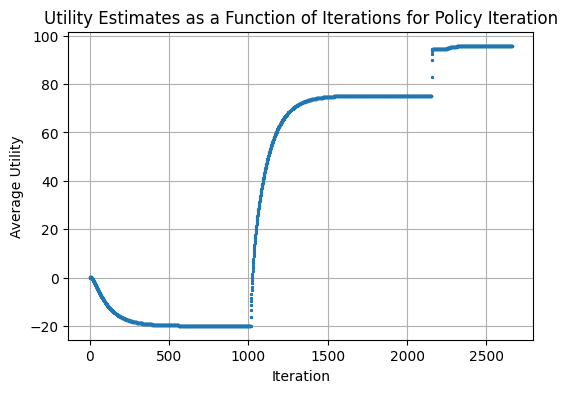 Utility Estimates as a Function of Iterations for Policy Iteration
100
80
60
40
20
0
−20
Average Utility
0 500 1000 1500 2000 2500
Iteration